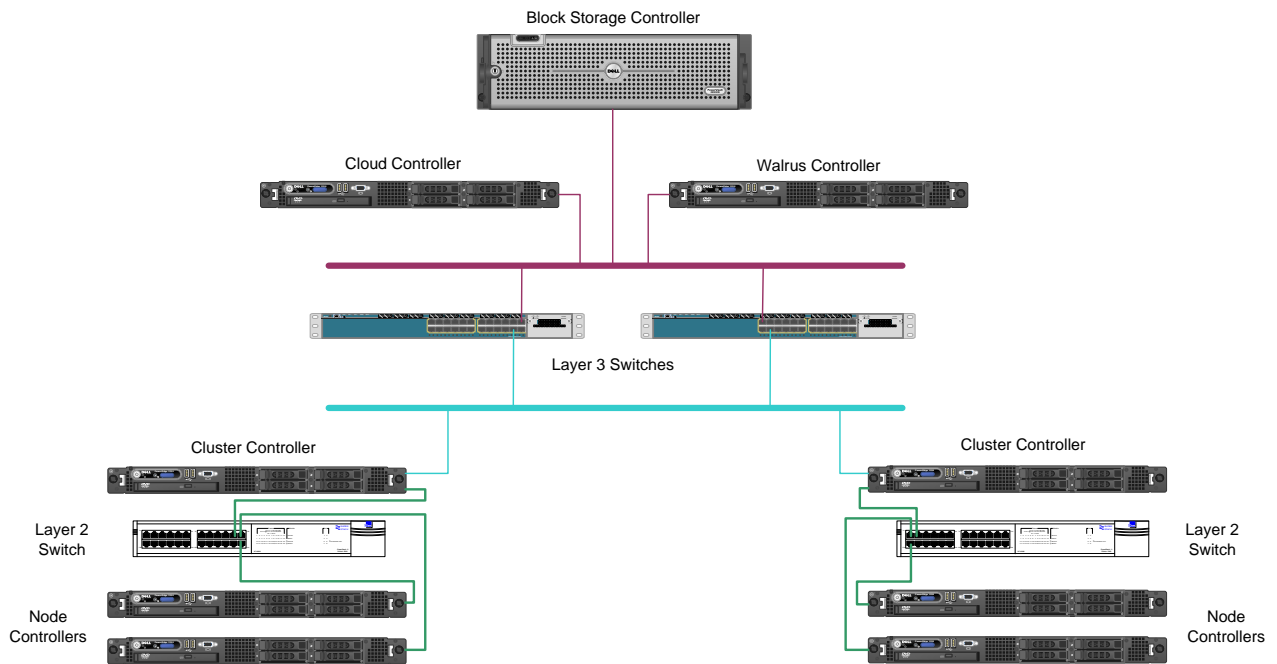 Block Storage Controller
DELL
Cloud Controller
Walrus Controller
Layer 3 Switches
Cluster Controller
Cluster Controller
Layer 2
Switch
Layer 2
Switch
Node
Controllers
Node
Controllers